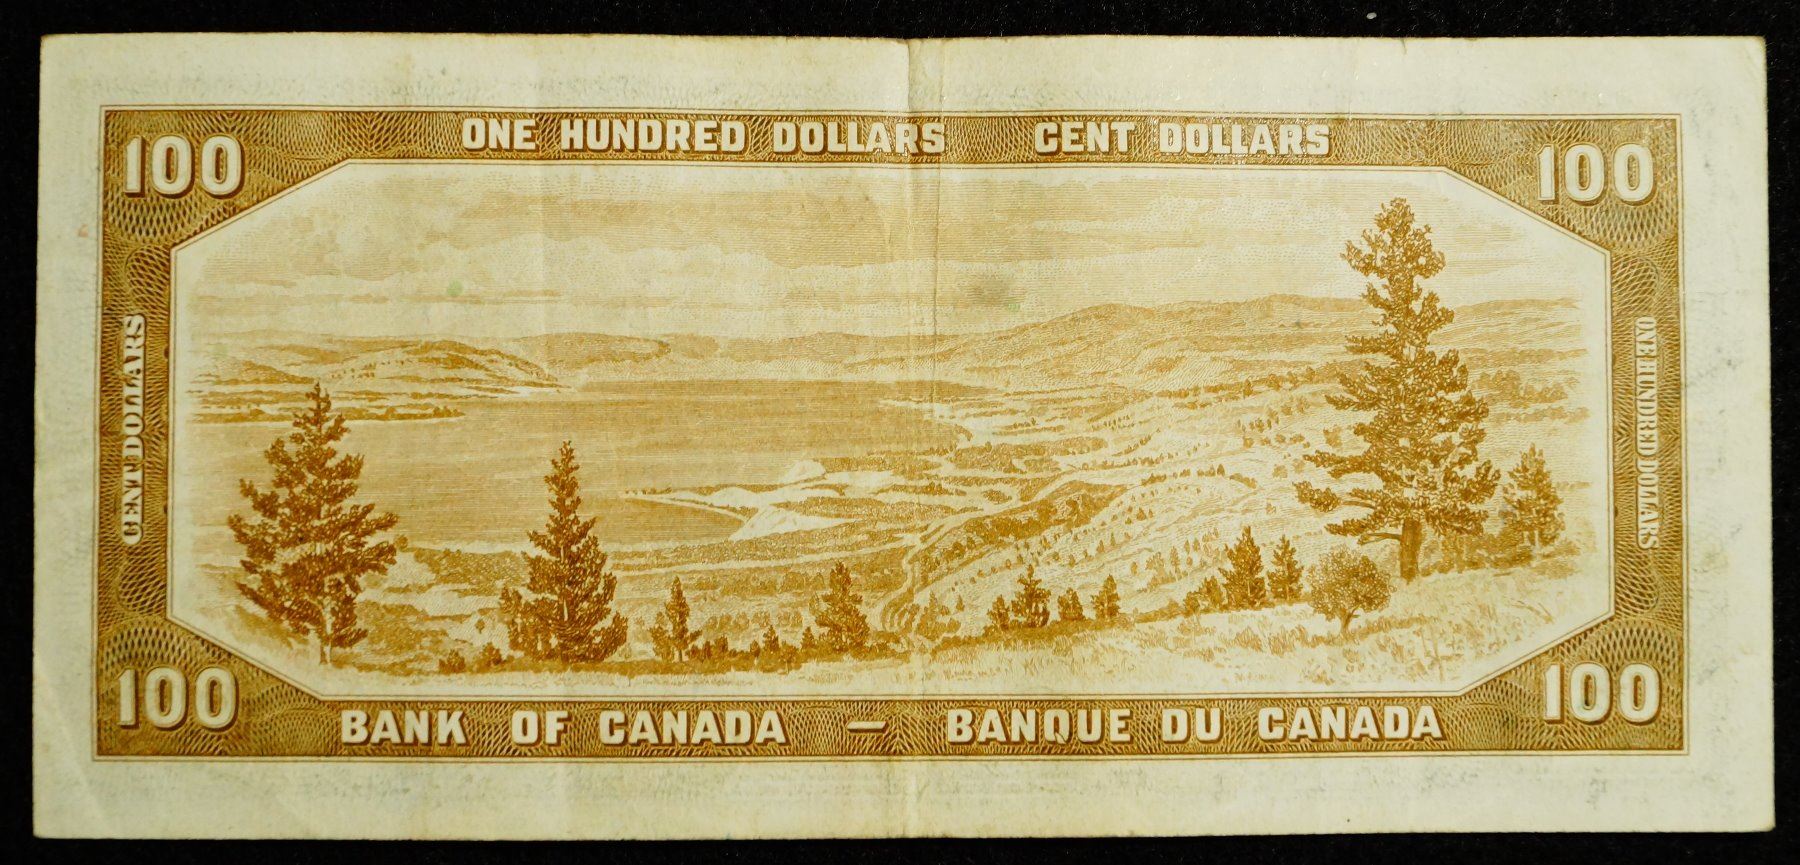 100 ONE HUNDRED DOLLARS CENT DOLLARS 100
CENT DOLLARS
ONE HUNDRED DOLLARS
100 BANK OF CANADA — BANQUE DU CANADA 100